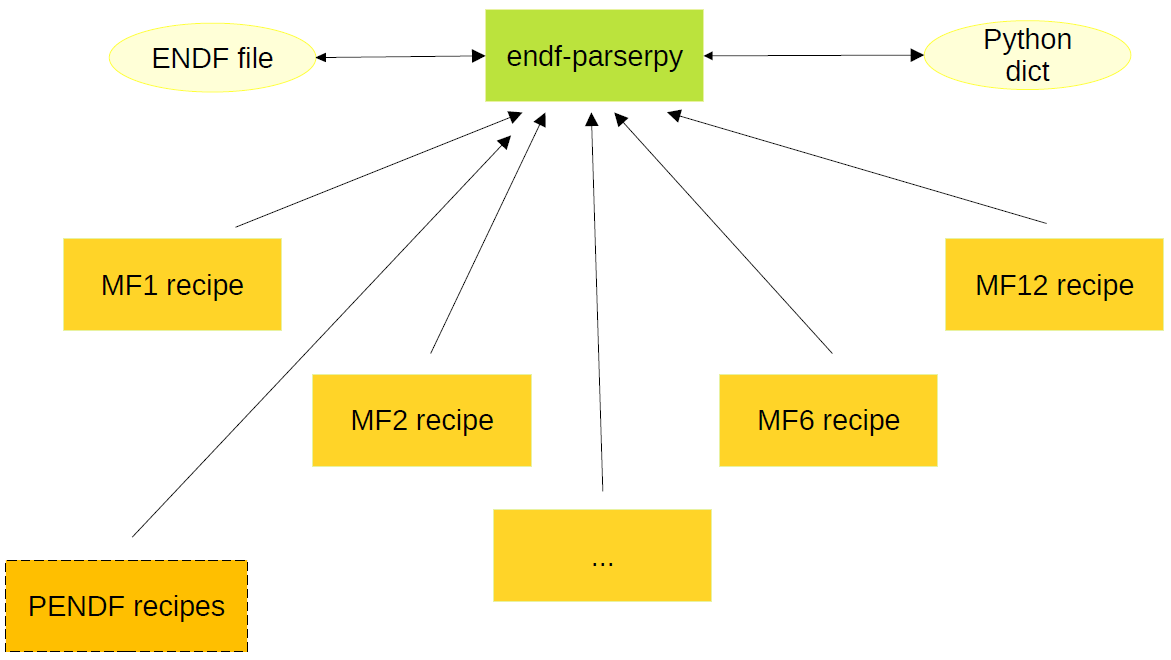 ENDF file
endf-parserpy
Python
dict
MF1 recipe
MF12 recipe
MF2 recipe
MF6 recipe
...
PENDF recipes